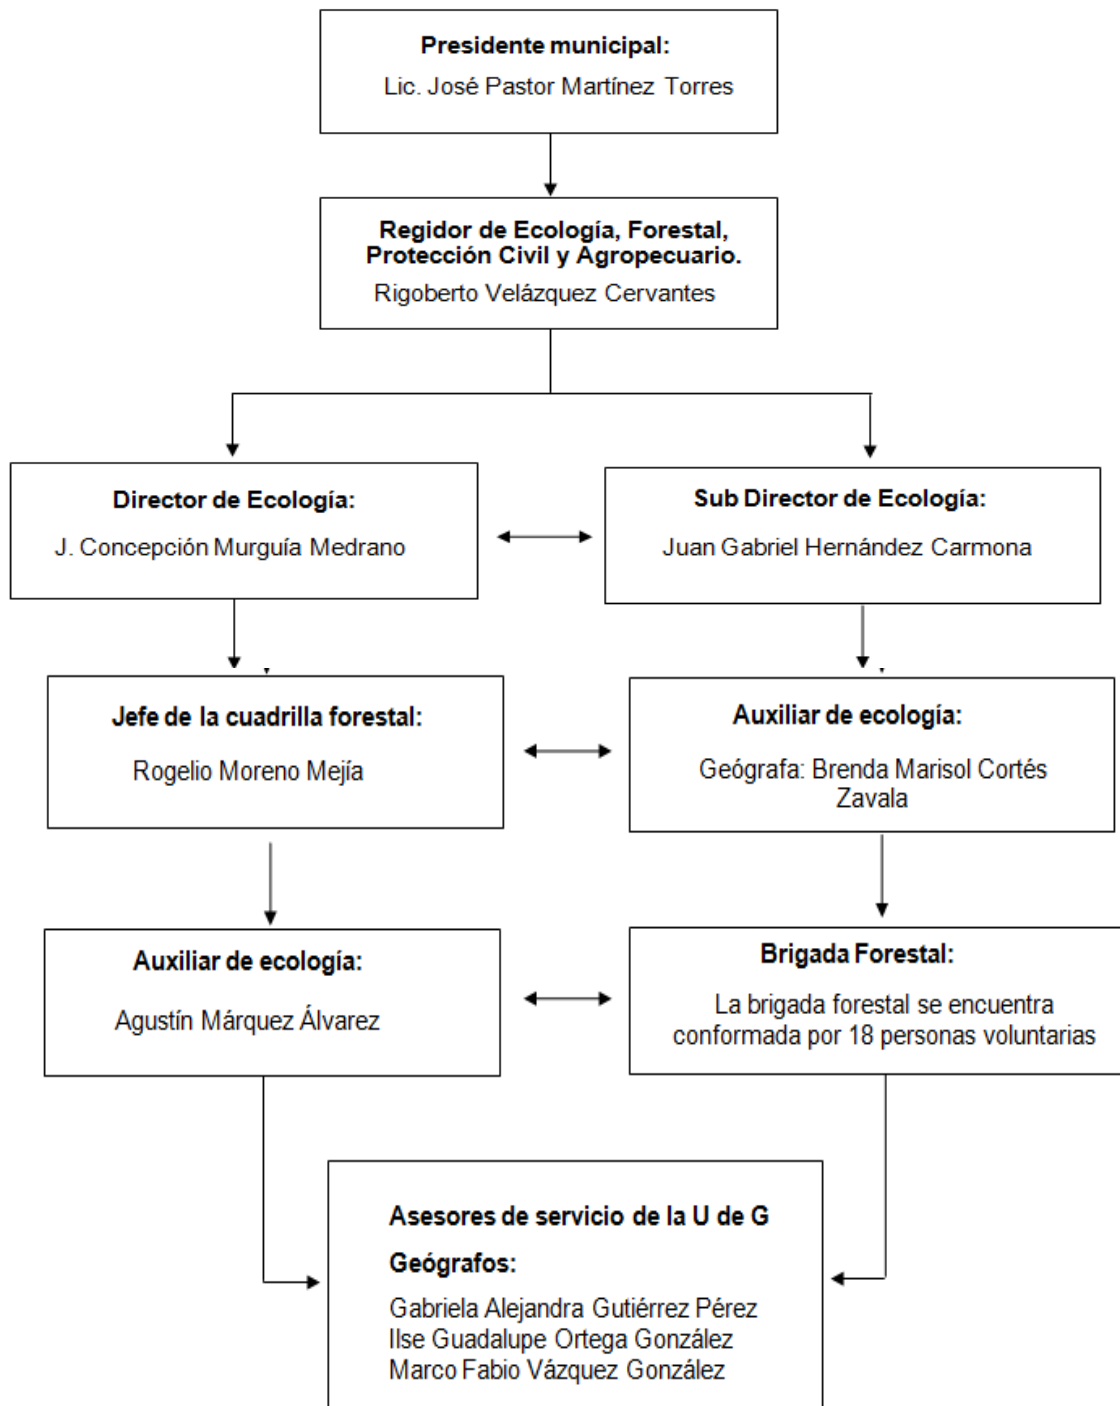 Presidente municipal:
Lic. José Pastor Martínez Torres
Regidor de Ecología, Forestal,
Protección Civil y Agropecuario.
Rigoberto Velázquez Cervantes
Director de Ecología:
J. Concepción Murguía Medrano
Sub Director de Ecología:
Juan Gabriel Hernández Carmona
Jefe de la cuadrilla forestal:
Rogelio Moreno Mejía
Auxiliar de ecología:
Geógrafa: Brenda Marisol Cortés
Zavala
Auxiliar de ecología:
Agustín Márquez Álvarez
Brigada Forestal:
La brigada forestal se encuentra
conformada por 18 personas voluntarias
Asesores de servicio de la U de G
Geógrafos:
Gabriela Alejandra Gutiérrez Pérez
Ilse Guadalupe Ortega González
Marco Fabio Vázquez González